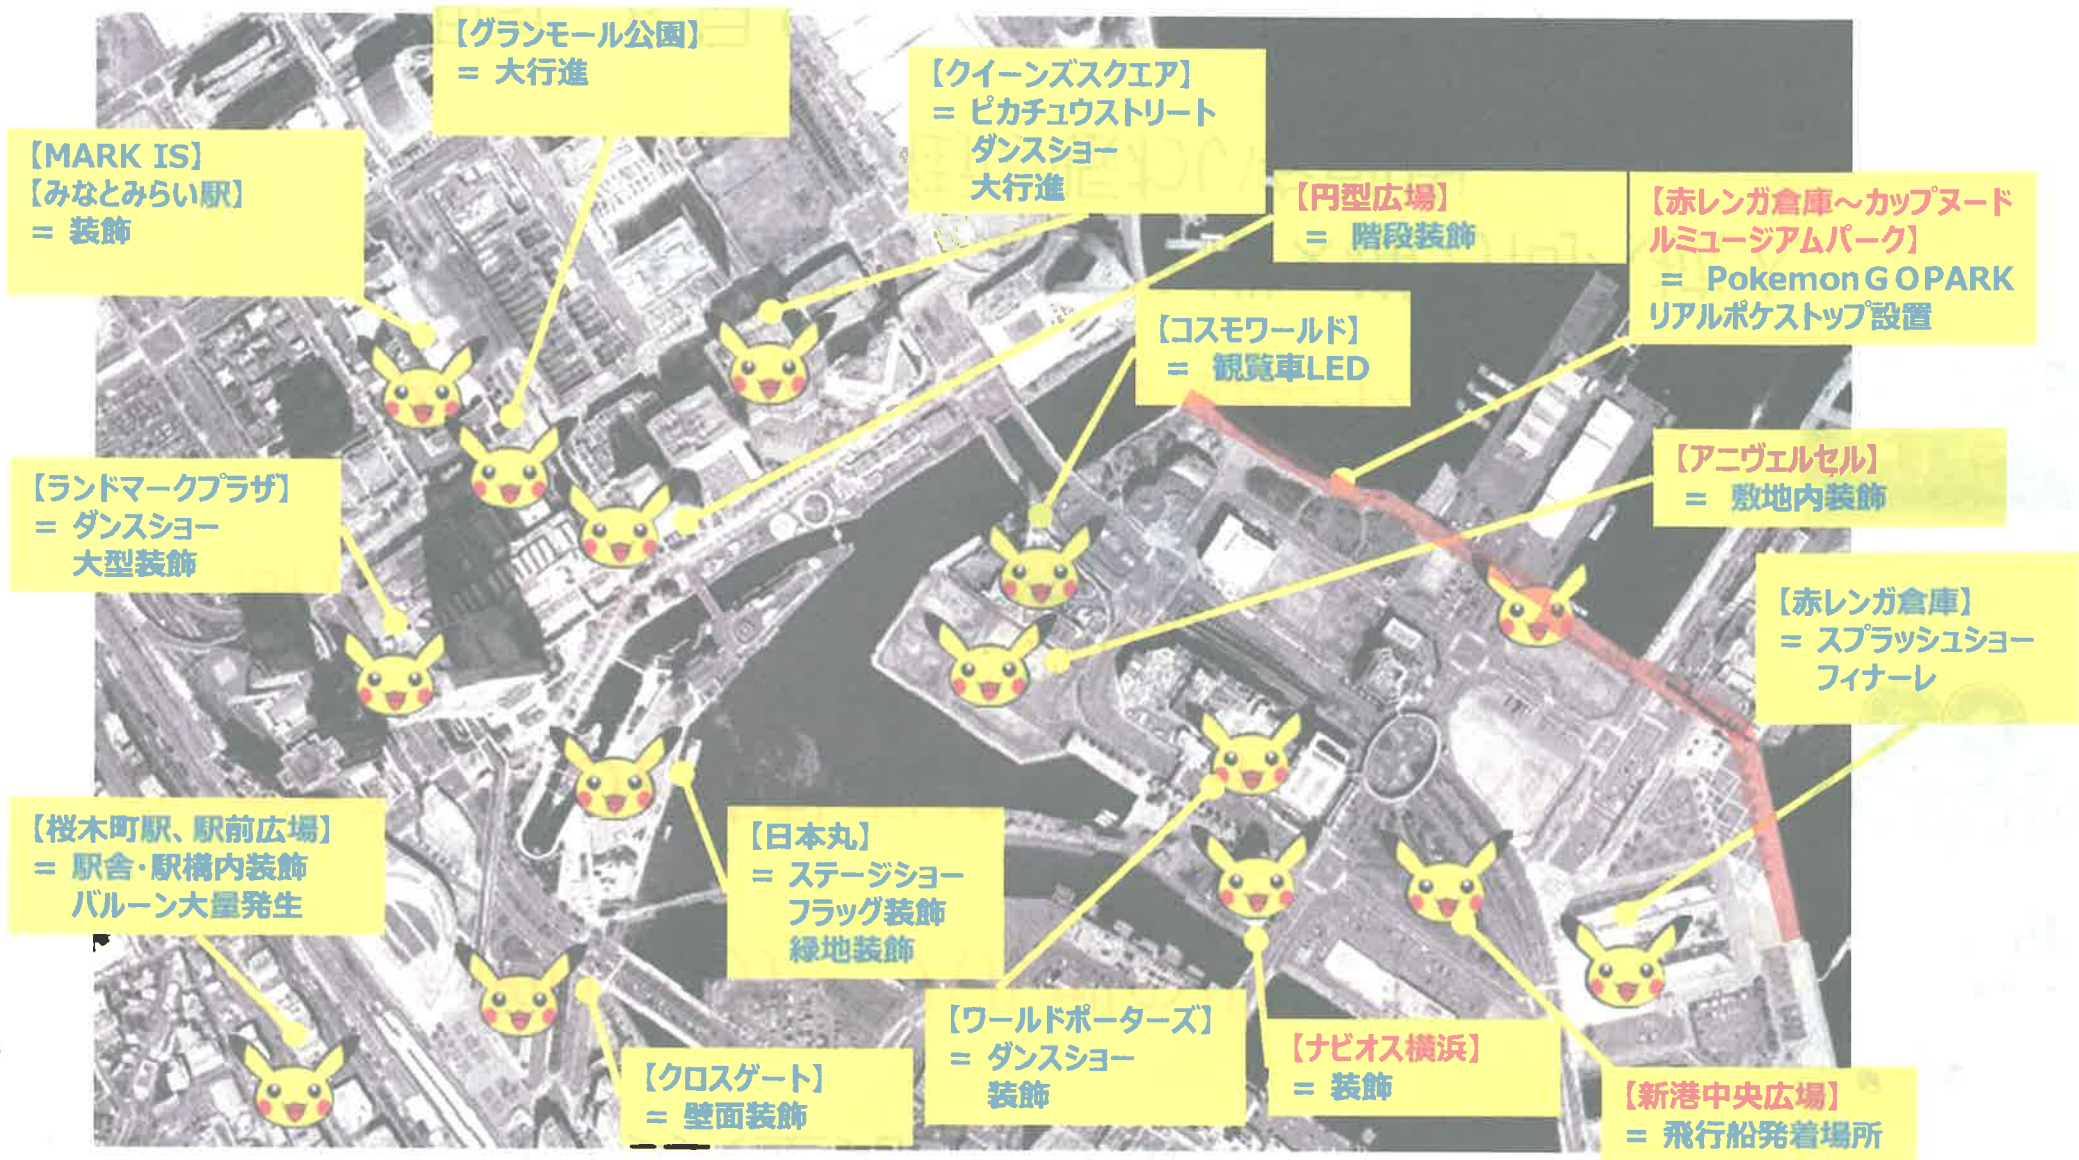 【グランモール公園】
= 大行進
【クイーンズスクエア】
= ピカチュウストリート
ダンスショー
大行進
【MARK IS】
【みなとみらい駅】
= 装飾
【円型広場】
= 階段装飾
【赤レンガ倉庫～カップヌード
ルミュージアムパーク】
= PokemonGOPARK
リアルポケストップ設置
【コスモワールド】
= 観覧車LED
【アニヴェルセル】
= 敷地内装飾
【ランドマークプラザ】
= ダンスショー
大型装飾
【赤レンガ倉庫】
= スプラッシュショー
フィナーレ
【桜木町駅、駅前広場】
= 駅舎・駅構内装飾
バルーン大量発生
【日本丸】
= ステージショー
フラッグ装飾
緑地装飾
【ワールドポーターズ】
= ダンスショー
装飾
【ナビオス横浜】
= 装飾
【クロスゲート】
= 壁面装飾
【新港中央広場】
= 飛行船発着場所